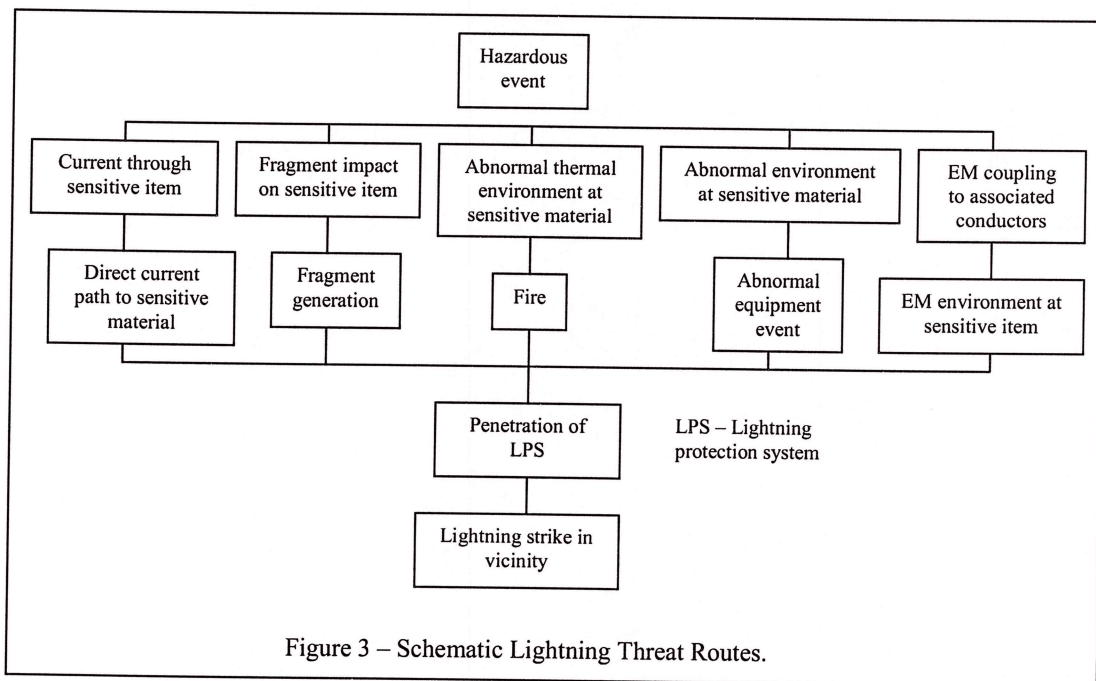 Hazardous
event
Current through
sensitive item
Fragment impact
on sensitive item
Abnormal thermal
environment at
sensitive material
Abnormal environment
at sensitive material
EM coupling
to associated
conductors
Direct current
path to sensitive
material
Fragment
generation
Fire
Abnormal
equipment
event
EM environment at
sensitive item
Penetration of
LPS
LPS – Lightning
protection system
Lightning strike in
vicinity
Figure 3 – Schematic Lightning Threat Routes.